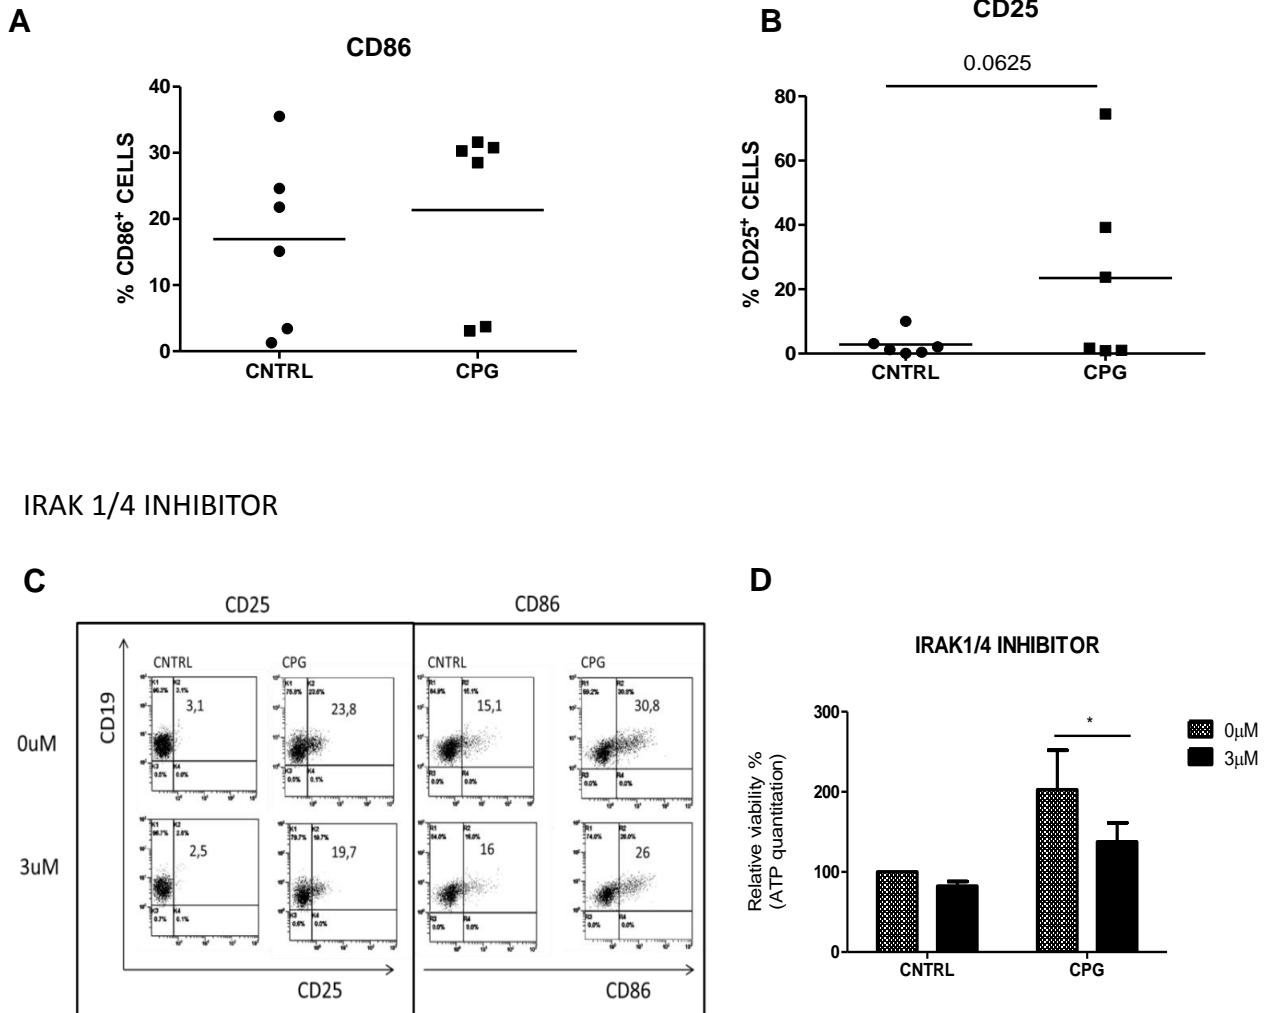 A
CD86
% CD86+ CELLS
40
30
20
10
0
CNTRL
CPG
B
CD25
0.0625
% CD25+ CELLS
80
60
40
20
0
CNTRL
CPG
IRAK 1/4 INHIBITOR
C
CD25
CD86
CD19
0uM
3uM
CNTRL
3,1
CPG
23,8
CNTRL
15,1
CPG
30,8
2,5
19,7
16
26
CD25
CD86
D
IRAK1/4 INHIBITOR
Relative viability %
(ATP quantitation)
300
200
100
0
*
CNTRL
CPG
0μM
3μM